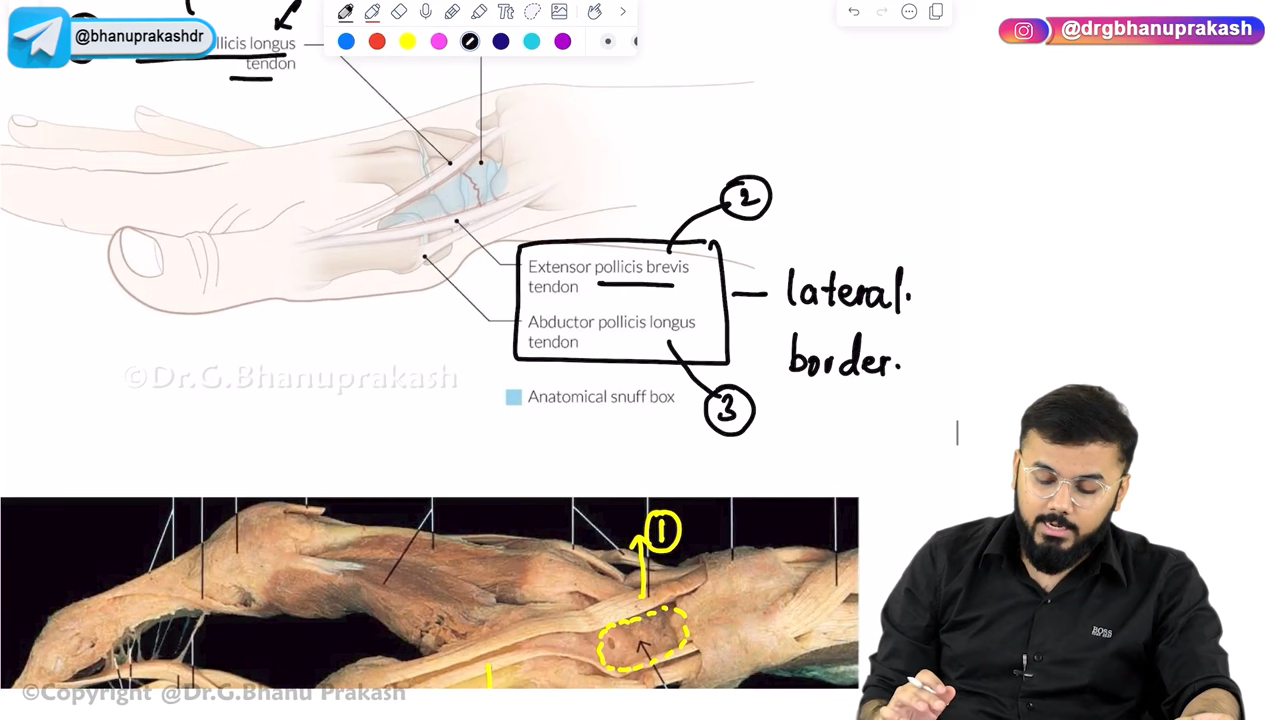 @bhanuprakashdr
llicis longus
tendon
Tt
@drgbhanuprakash
2
Extensor pollicis brevis
tendon
lateral.
Abductor pollicis longus
tendon
border.
©Dr.G.Bhanuprakash
3
Anatomical snuff box
1
BOSS
©Copyright @Dr.G.Bhanu Prakash